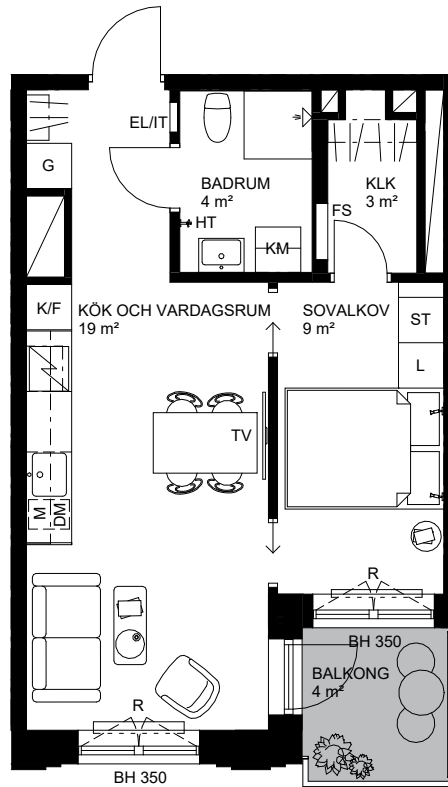 EL/IT
G
BADRUM
4 m²
KLK
3 m²
HT
FS
KM
K/F
KÖK OCH VARDAGSRUM
19 m²
SOVALKOV
9 m²
ST
L
TV
M
DM
R
BH 350
BALKONG
4 m²
R
BH 350